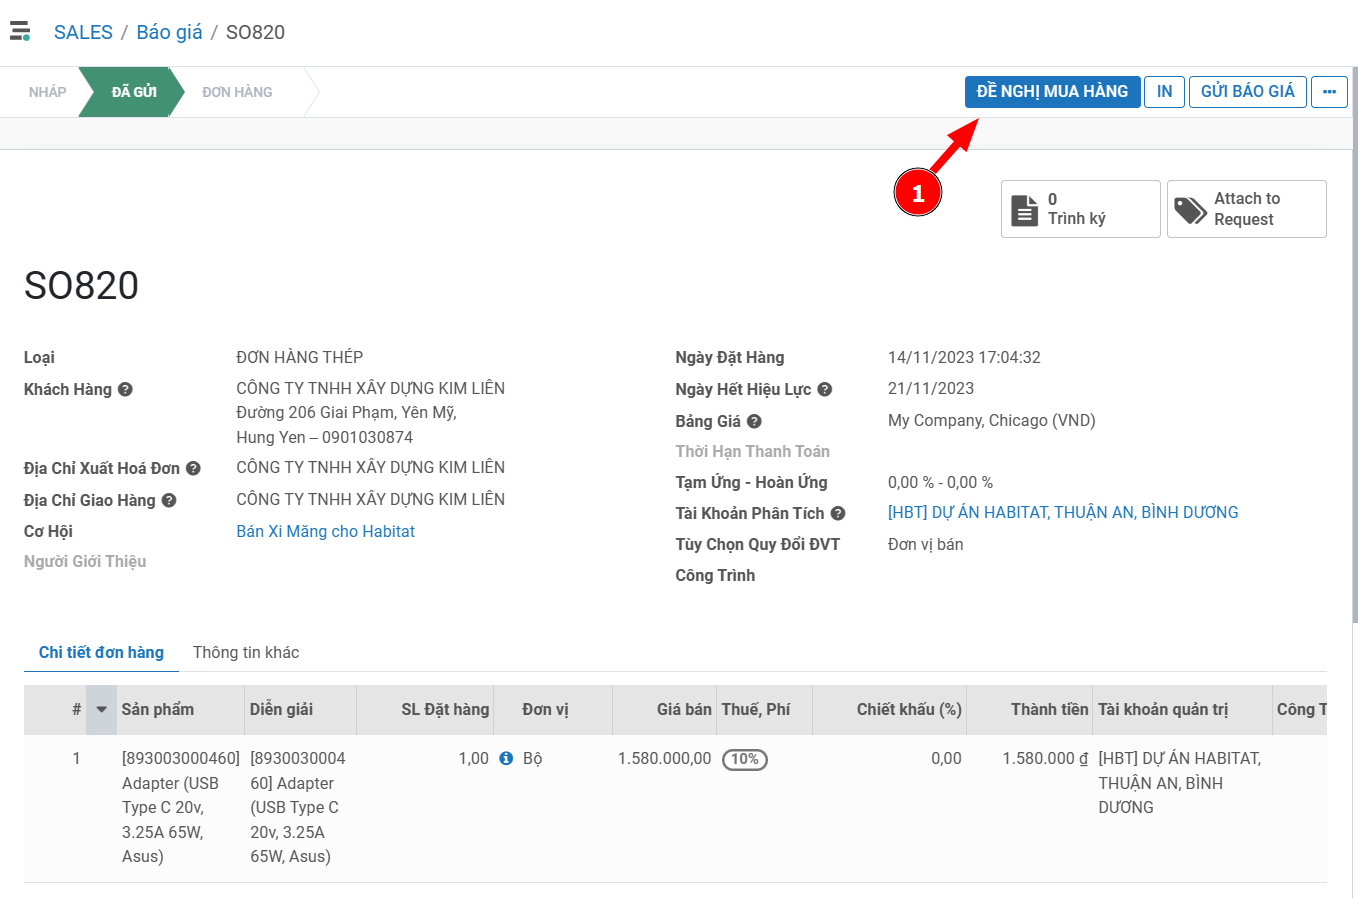 SALES / Báo giá / SO820
NHÁP ĐÃ GỬI ĐƠN HÀNG ĐỀ NGHỊ MUA HÀNG IN GỬI BÁO GIÁ ...
1
0
Trình ký
Attach to
Request
SO820
Loại ĐƠN HÀNG THÉP
Khách Hàng ? CÔNG TY TNHH XÂY DỰNG KIM LIÊN
Đường 206 Giai Phạm, Yên Mỹ,
Hung Yen – 0901030874
Địa Chỉ Xuất Hoá Đơn ? CÔNG TY TNHH XÂY DỰNG KIM LIÊN
Địa Chỉ Giao Hàng ? CÔNG TY TNHH XÂY DỰNG KIM LIÊN
Cơ Hội Bán Xi Măng cho Habitat
Người Giới Thiệu
Ngày Đặt Hàng 14/11/2023 17:04:32
Ngày Hết Hiệu Lực ? 21/11/2023
Bảng Giá ? My Company, Chicago (VND)
Thời Hạn Thanh Toán
Tạm Ứng - Hoàn Ứng 0,00 % - 0,00 %
Tài Khoản Phân Tích ? [HBT] DỰ ÁN HABITAT, THUẬN AN, BÌNH DƯƠNG
Tùy Chọn Quy Đổi ĐVT Đơn vị bán
Công Trình
Chi tiết đơn hàng Thông tin khác
# Sản phẩm Diễn giải SL Đặt hàng Đơn vị Giá bán Thuế, Phí Chiết khấu (%) Thành tiền Tài khoản quản trị Công T
1 [893003000460] [8930030004 1,00 Bộ 1.580.000,00 10% 0,00 1.580.000 ₫ [HBT] DỰ ÁN HABITAT,
Adapter (USB 60] Adapter THUẬN AN, BÌNH
Type C 20v, (USB Type C DƯƠNG
3.25A 65W, 20v, 3.25A
Asus) 65W, Asus)